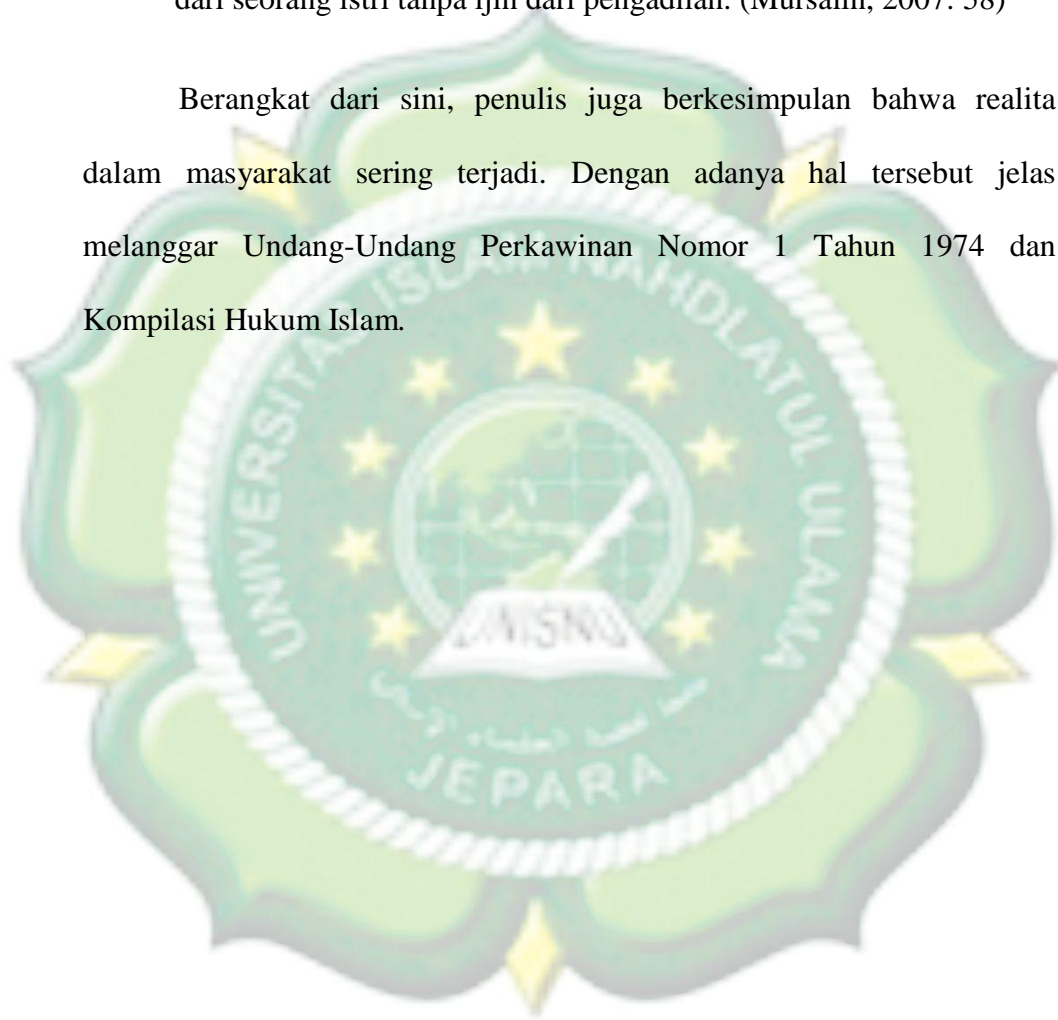 dari seorang istri tanpa ijin dari pengadilan. (Mursalin, 2007: 58)
Berangkat dari sini, penulis juga berkesimpulan bahwa realita
dalam masyarakat sering terjadi. Dengan adanya hal tersebut jelas
melanggar Undang-Undang Perkawinan Nomor 1 Tahun 1974 dan
Kompilasi Hukum Islam.
UNIVERSITAS ISLAM NAHDLATUL ULAMA
UNISNU
JEPARA